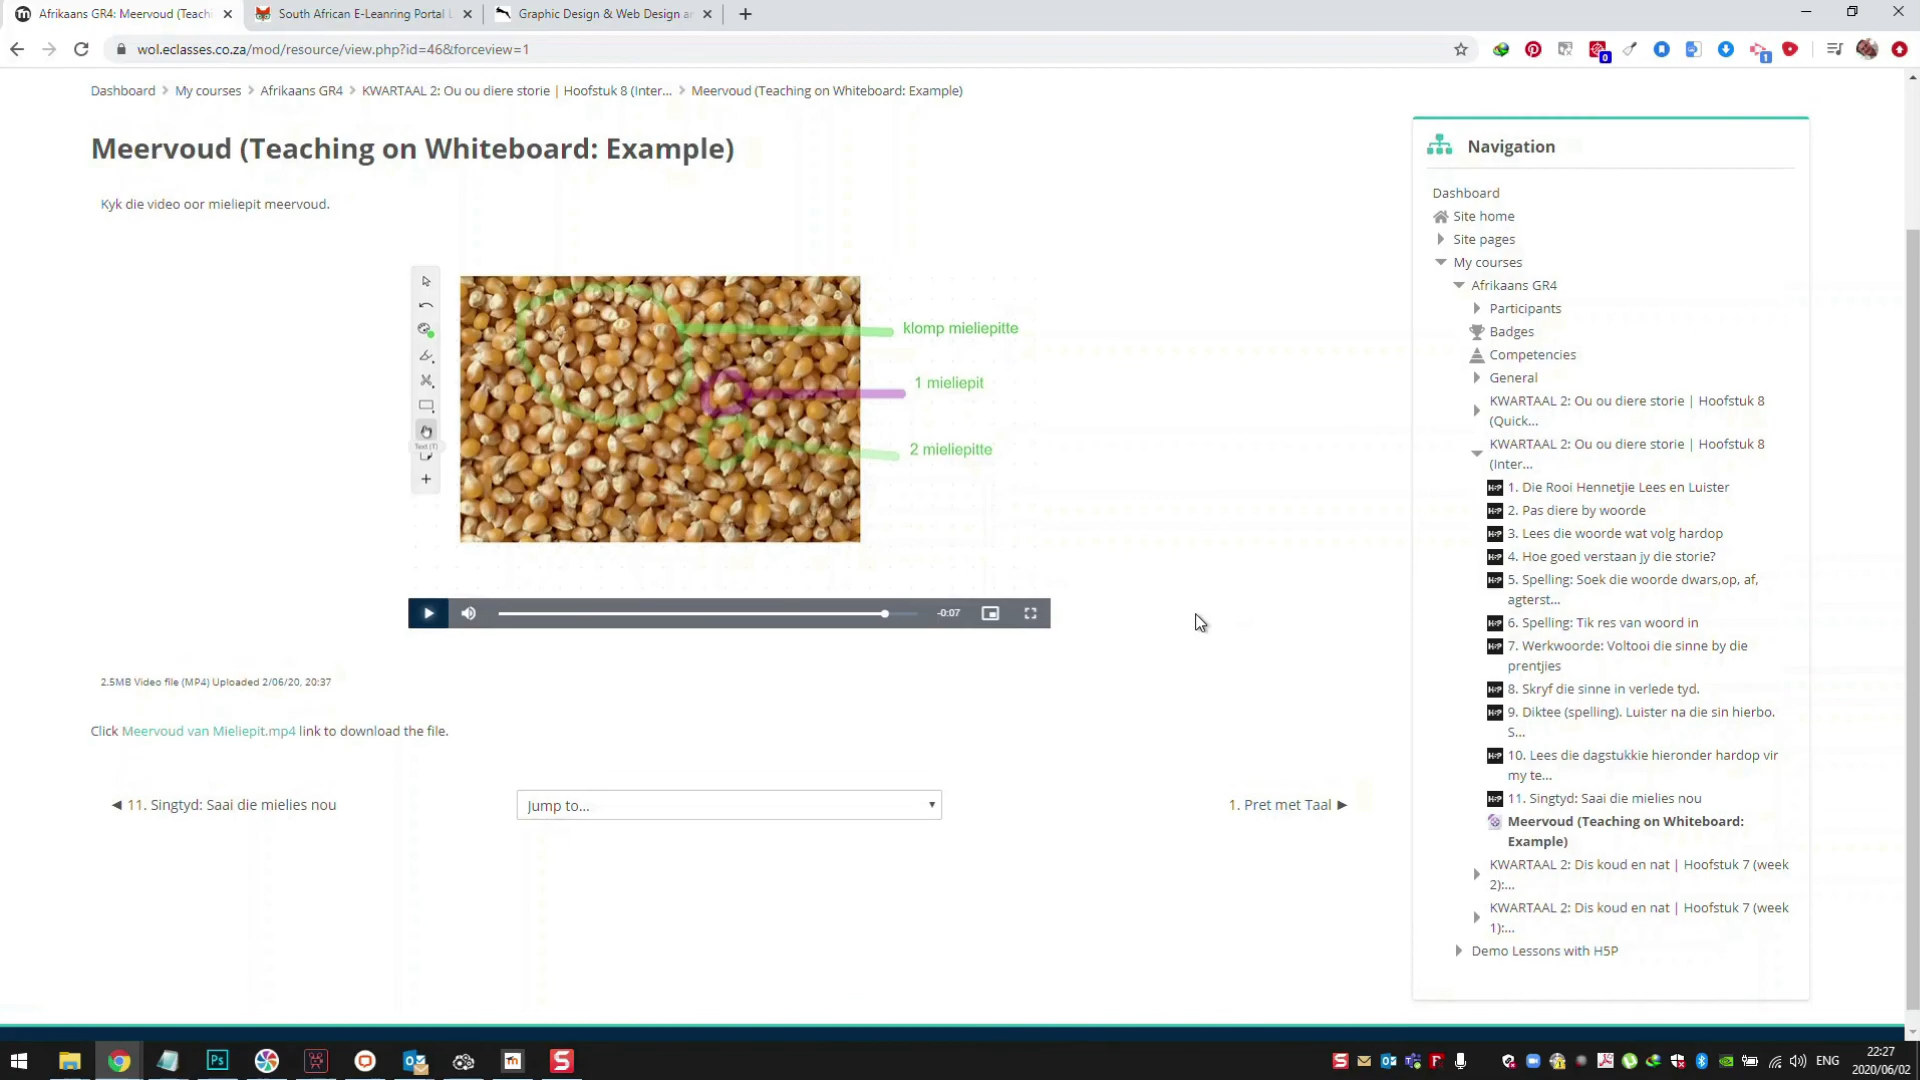 Afrikaans GR4: Meervoud (Teachi
South African E-Leanring Portal
Graphic Design & Web Design a
wol.eclasses.co.za/mod/resource/view.php?id=46&forceview=1
0
1
Dashboard
My courses
Afrikaans GR4
KWARTAAL 2: Ou ou diere storie | Hoofstuk 8 (Inter...
Meervoud (Teaching on Whiteboard: Example)
Meervoud (Teaching on Whiteboard: Example)
Kyk die video oor mieliepit meervoud.
Text (T)
klomp mieliepitte
1 mieliepit
2 mieliepitte
-0:07
2.5MB Video file (MP4) Uploaded 2/06/20, 20:37
Click Meervoud van Mieliepit.mp4 link to download the file.
◄ 11. Singtyd: Saai die mielies nou
Jump to...
1. Pret met Taal ►
Navigation
Dashboard
Site home
Site pages
My courses
Afrikaans GR4
Participants
Badges
Competencies
General
KWARTAAL 2: Ou ou diere storie | Hoofstuk 8
(Quick...
KWARTAAL 2: Ou ou diere storie | Hoofstuk 8
(Inter...
H-P 1. Die Rooi Hennetjie Lees en Luister
H-P 2. Pas diere by woorde
H-P 3. Lees die woorde wat volg hardop
H-P 4. Hoe goed verstaan jy die storie?
H-P 5. Spelling: Soek die woorde dwars,op, af,
agterst...
H-P 6. Spelling: Tik res van woord in
H-P 7. Werkwoorde: Voltooi die sinne by die
prentjies
H-P 8. Skryf die sinne in verlede tyd.
H-P 9. Diktee (spelling). Luister na die sin hierbo.
S...
H-P 10. Lees die dagstukkie hieronder hardop vir
my te...
H-P 11. Singtyd: Saai die mielies nou
Meervoud (Teaching on Whiteboard:
Example)
KWARTAAL 2: Dis koud en nat | Hoofstuk 7 (week
2):...
KWARTAAL 2: Dis koud en nat | Hoofstuk 7 (week
1):...
Demo Lessons with H5P
Ps
S
ENG
22:27
2020/06/02